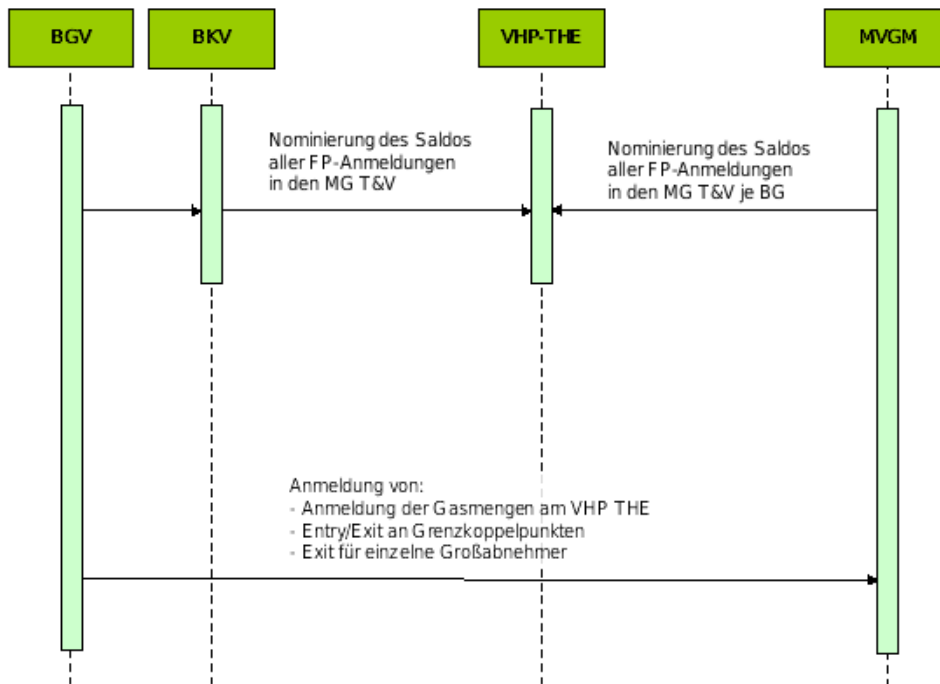 BGV
BKV
VHP-THE
MVGM
Nominierung des Saldos
aller FP-Anmeldungen
in den MG T&V
Nominierung des Saldos
aller FP-Anmeldungen
in den MG T&V je BG
Anmeldung von:
- Anmeldung der Gasmengen am VHP THE
- Entry/Exit an Grenzkoppelpunkten
- Exit für einzelne Großabnehmer